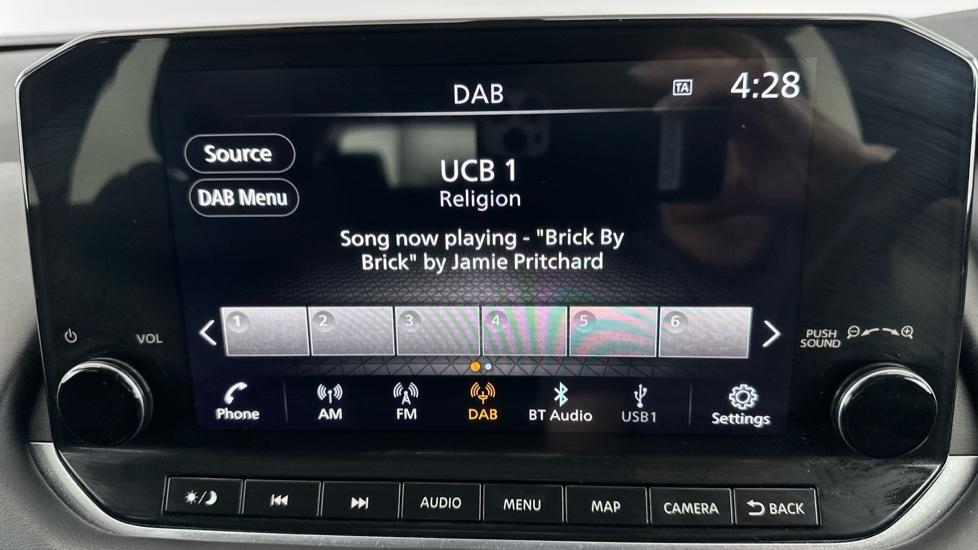 DAB
TA
4:28
Source
DAB Menu
UCB 1
Religion
Song now playing - "Brick By
Brick" by Jamie Pritchard
1 2 3 4 5 6
VOL
PUSH
SOUND
Phone AM FM DAB BT Audio USB1 Settings
AUDIO MENU MAP CAMERA BACK